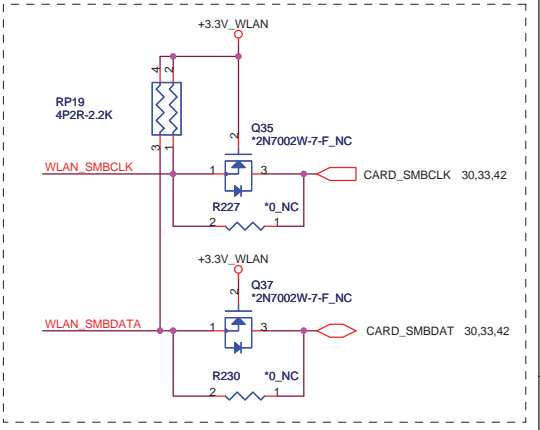 +3.3V_WLAN
4 2
RP19
4P2R-2.2K
3 1
Q35
*2N7002W-7-F_NC
2
WLAN_SMBCLK
1 3
CARD_SMBCLK 30,33,42
R227 *0_NC
2 1
+3.3V_WLAN
Q37
*2N7002W-7-F_NC
2
WLAN_SMBDATA
1 3
CARD_SMBDAT 30,33,42
R230 *0_NC
2 1